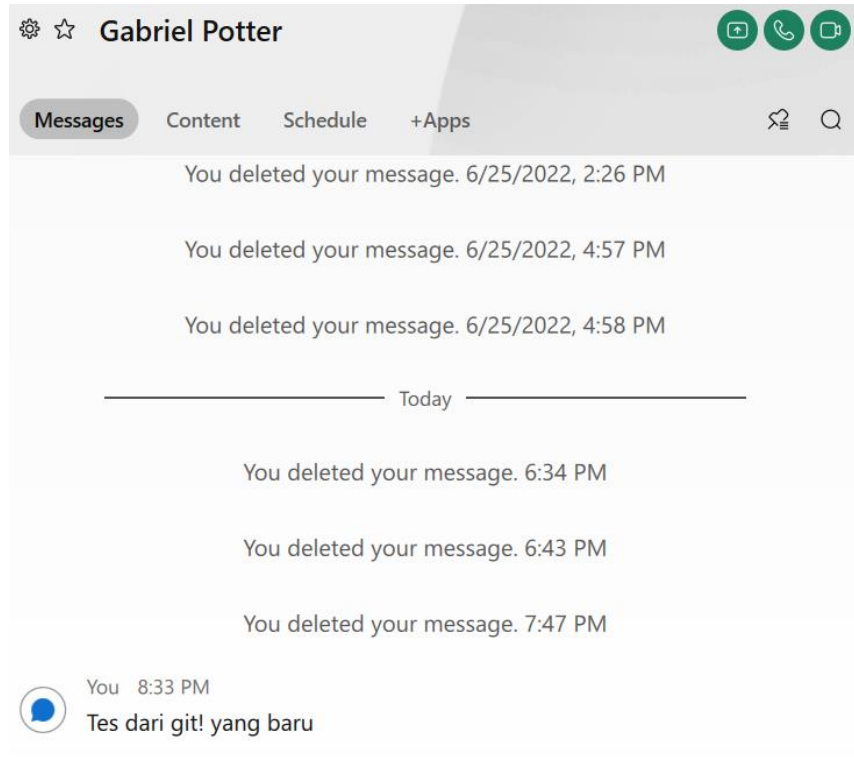 Gabriel Potter
Messages Content Schedule +Apps
You deleted your message. 6/25/2022, 2:26 PM
You deleted your message. 6/25/2022, 4:57 PM
You deleted your message. 6/25/2022, 4:58 PM
Today
You deleted your message. 6:34 PM
You deleted your message. 6:43 PM
You deleted your message. 7:47 PM
You 8:33 PM
Tes dari git! yang baru